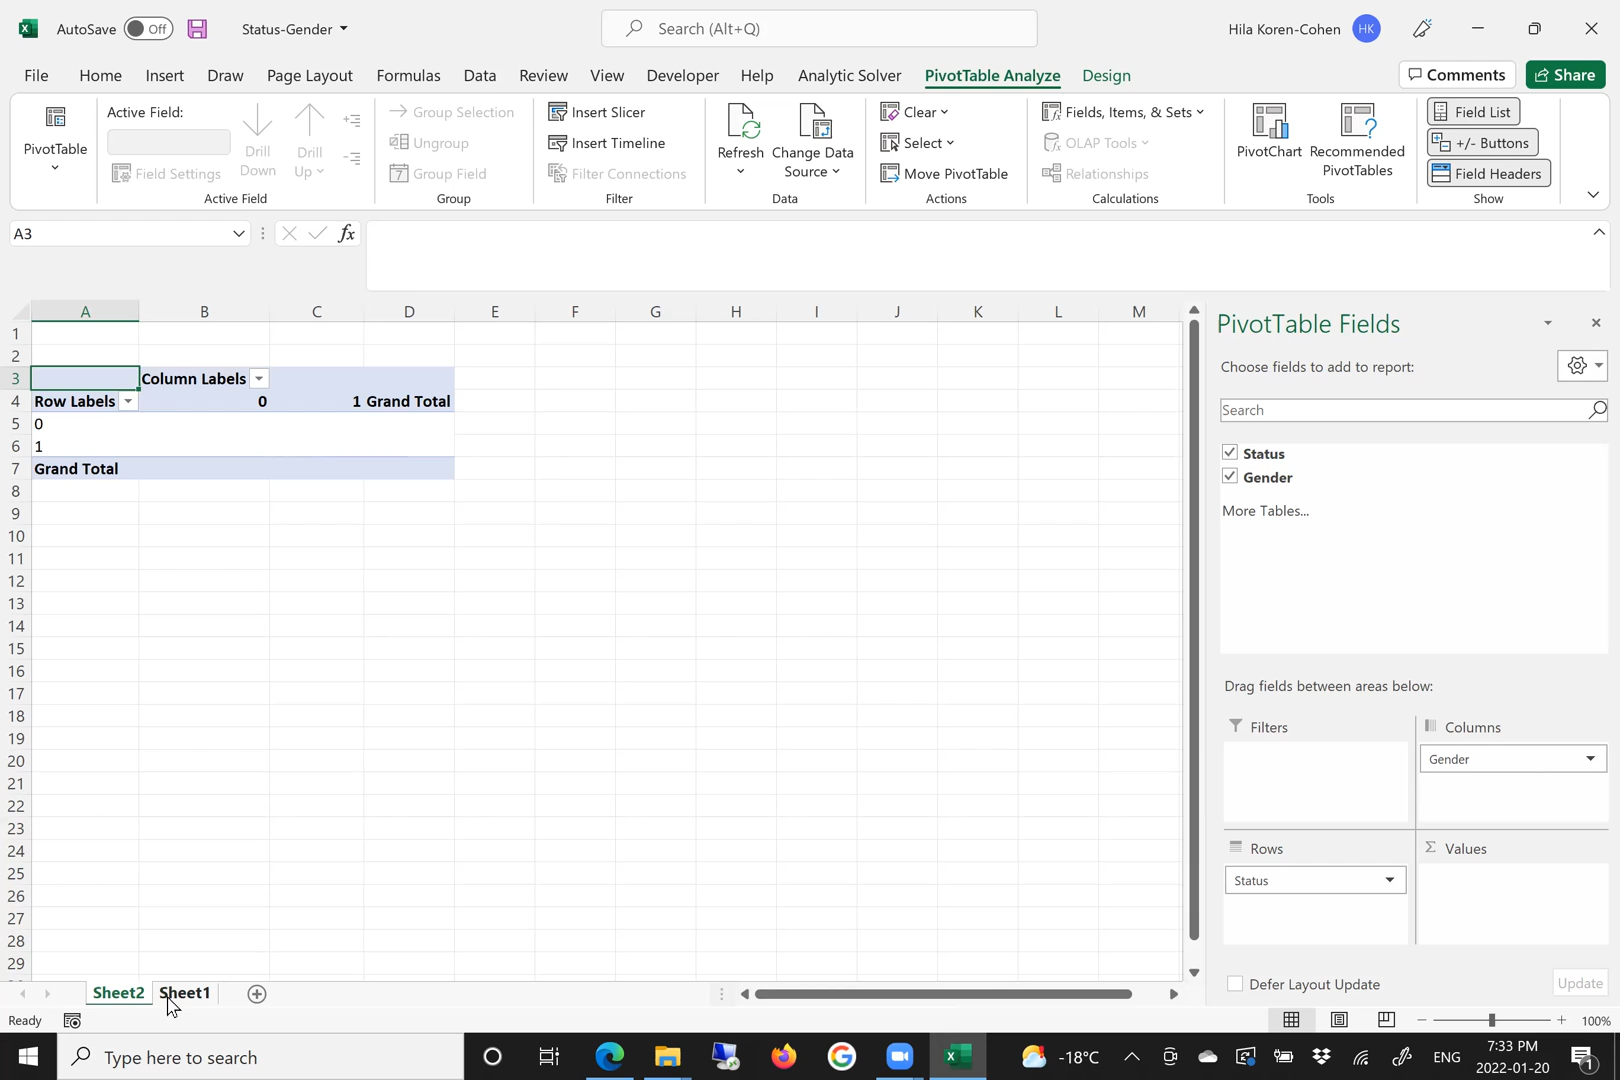 AutoSave Off Status-Gender Search (Alt+Q) Hila Koren-Cohen HK
File Home Insert Draw Page Layout Formulas Data Review View Developer Help Analytic Solver PivotTable Analyze Design Comments Share
PivotTable
Active Field:
Drill Down
Drill Up
Field Settings
Active Field
Group Selection
Ungroup
7 Group Field
Group
Insert Slicer
Insert Timeline
Filter Connections
Filter
Refresh
Change Data Source
Data
Clear
Select
Move PivotTable
Actions
Fields, Items, & Sets
OLAP Tools
Relationships
Calculations
PivotChart
Recommended PivotTables
Tools
Field List
+/- Buttons
Field Headers
Show
A3 fx
A B C D E F G H I J K L M
1
2
3 Column Labels
4 Row Labels 0 1 Grand Total
5 0
6 1
7 Grand Total
8
9
10
11
12
13
14
15
16
17
18
19
20
21
22
23
24
25
26
27
28
29
PivotTable Fields
Choose fields to add to report:
Search
Status
Gender
More Tables...
Drag fields between areas below:
Filters
Columns
Gender
Rows
Σ Values
Status
Defer Layout Update Update
Sheet2 Sheet1
Ready 100%
Type here to search -18°C ENG 7:33 PM
2022-01-20 1